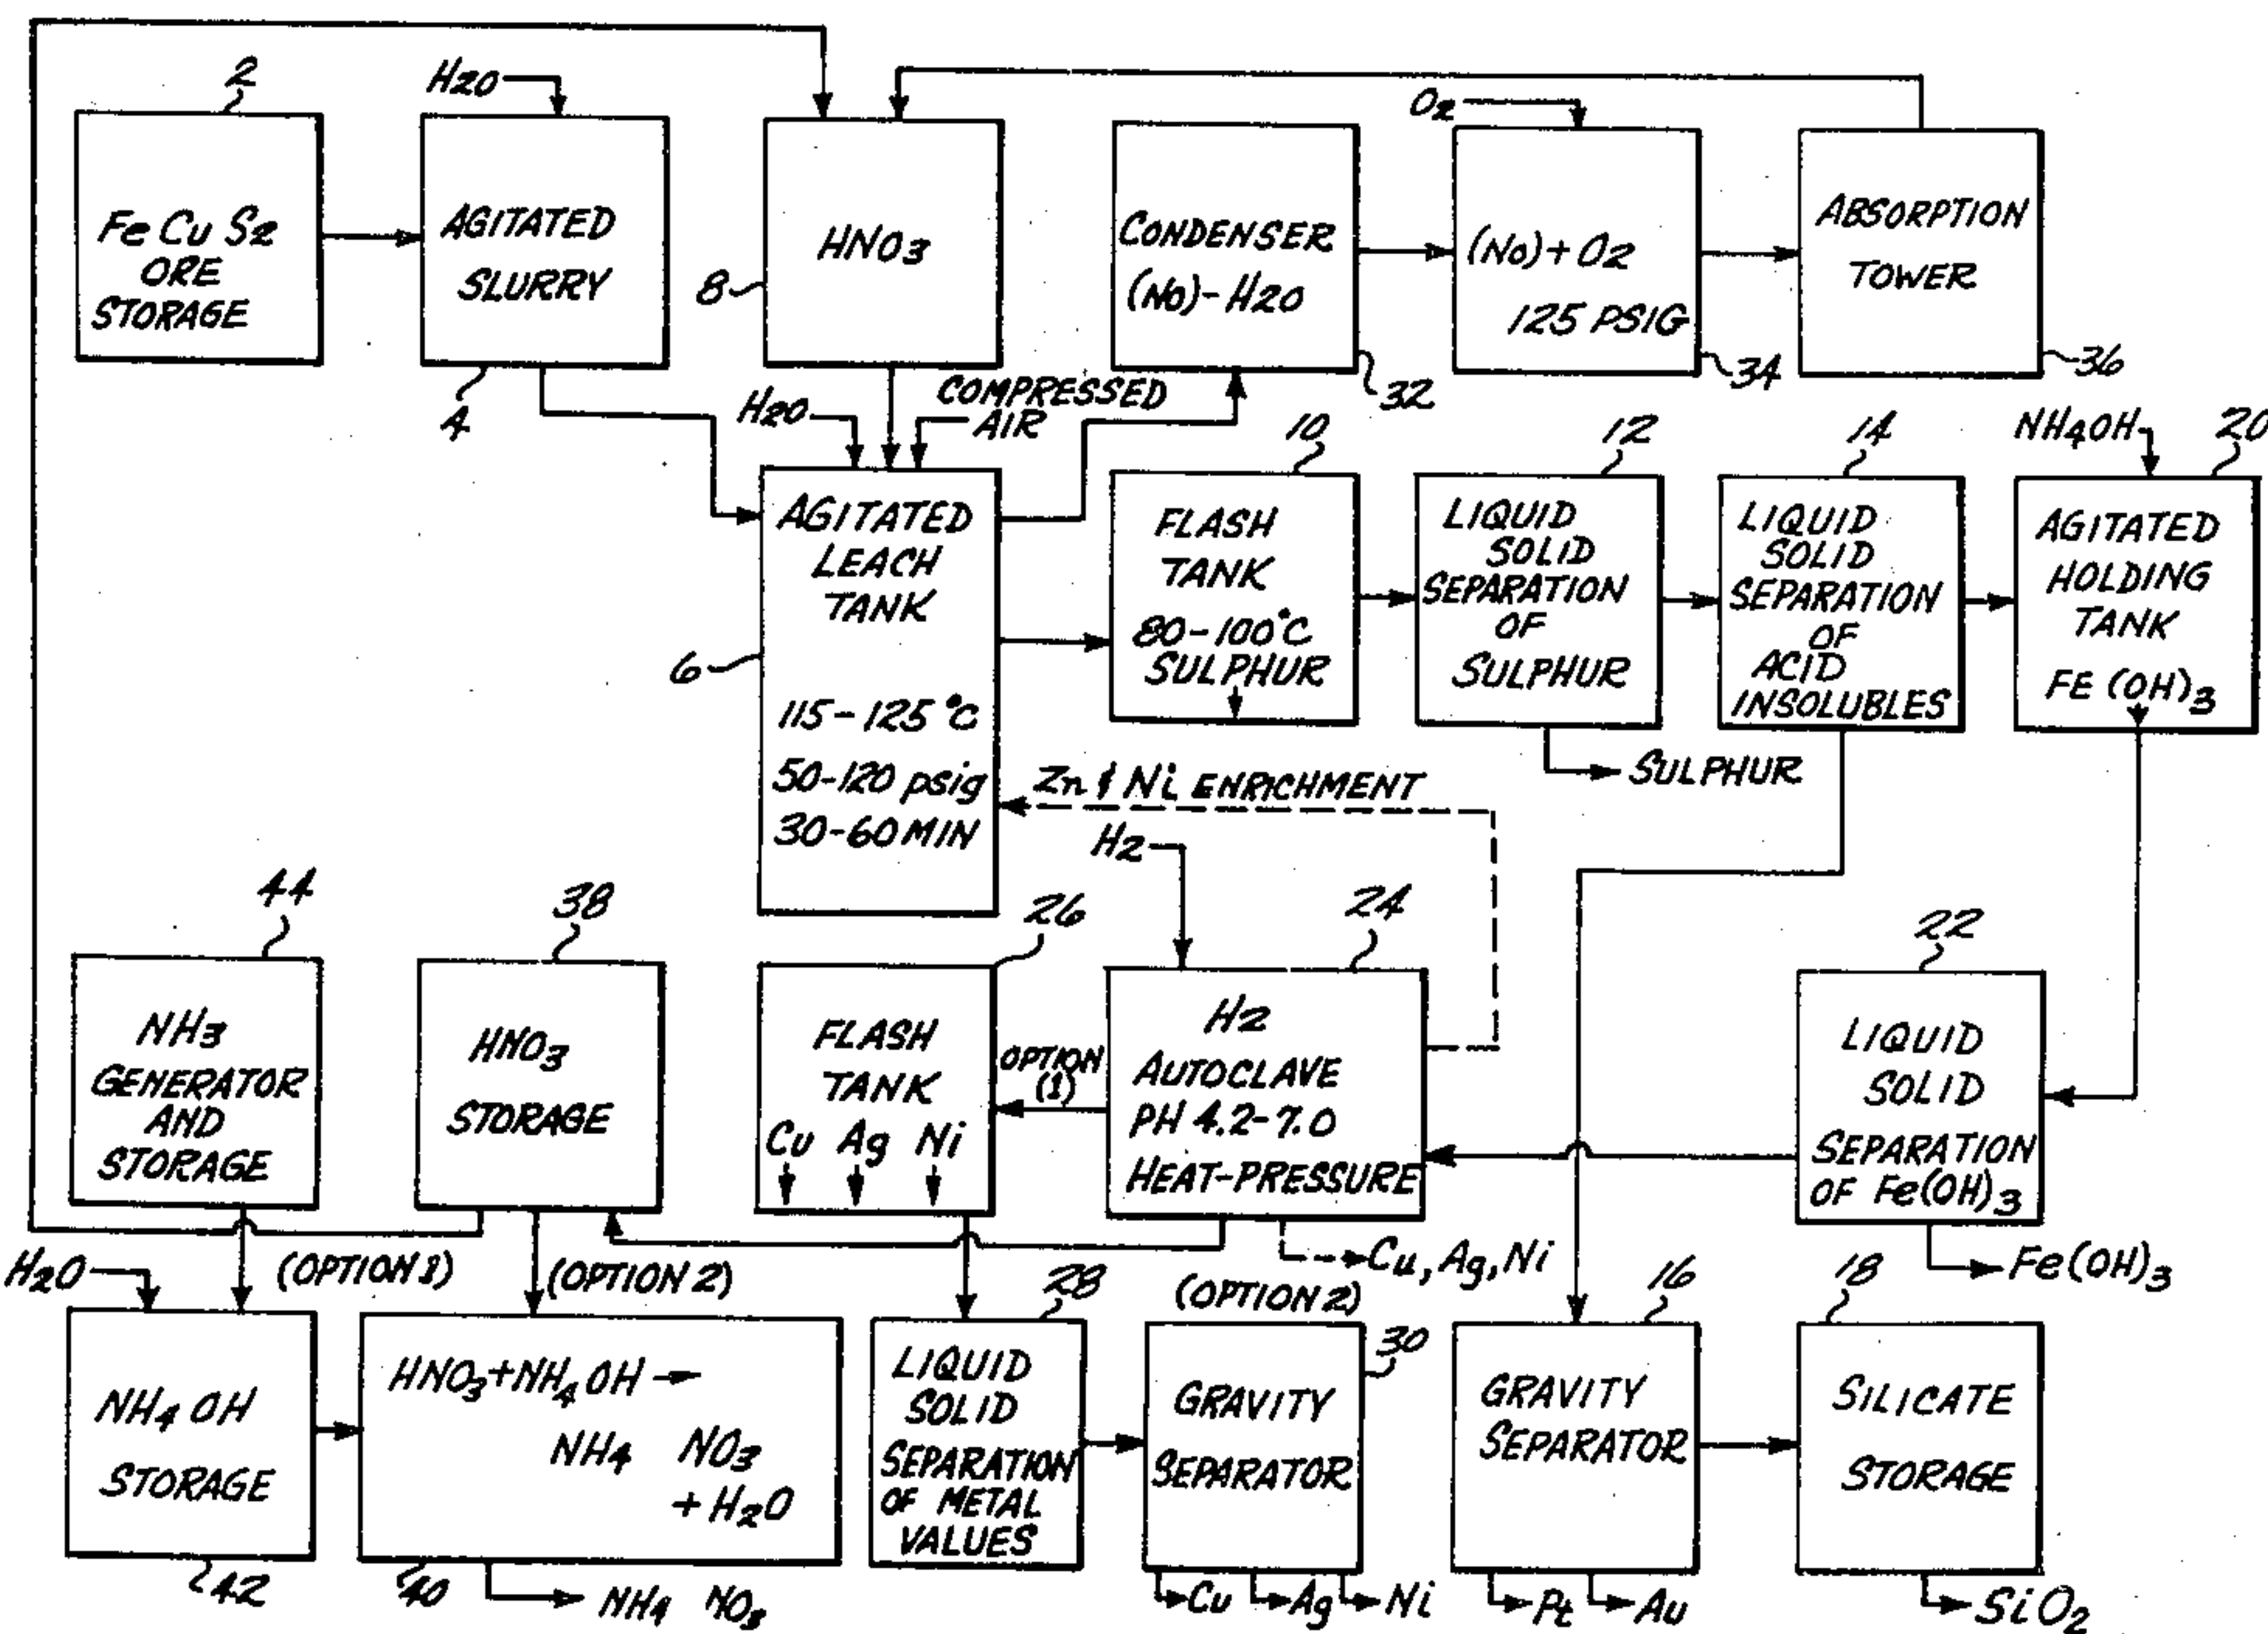 2
H2O
O2
Fe Cu S2
ORE
STORAGE
AGITATED
SLURRY
4
HNO3
8
CONDENSER
(NO)-H2O
32
(NO)+O2
125 PSIG
34
ABSORPTION
TOWER
36
H2O
COMPRESSED
AIR
AGITATED
LEACH
TANK
6
115-125°C
50-120 psig
30-60 MIN
10
FLASH
TANK
80-100°C
SULPHUR
12
LIQUID
SOLID
SEPARATION
OF
SULPHUR
SULPHUR
14
LIQUID
SOLID
SEPARATION
OF
ACID
INSOLUBLES
NH4OH
20
AGITATED
HOLDING
TANK
FE (OH)3
Zn & Ni ENRICHMENT
H2
44
NH3
GENERATOR
AND
STORAGE
38
HNO3
STORAGE
26
FLASH
TANK
Cu Ag Ni
OPTION
(1)
24
H2
AUTOCLAVE
PH 4.2-7.0
HEAT-PRESSURE
22
LIQUID
SOLID
SEPARATION
OF Fe(OH)3
Fe(OH)3
H2O
(OPTION 1)
(OPTION 2)
Cu, Ag, Ni
(OPTION 2)
NH4 OH
STORAGE
42
HNO3+NH4 OH →
NH4 NO3
+ H2O
40
NH4 NO3
28
LIQUID
SOLID
SEPARATION
OF METAL
VALUES
30
GRAVITY
SEPARATOR
Cu
Ag
Ni
16
GRAVITY
SEPARATOR
Pt
Au
18
SILICATE
STORAGE
SiO2